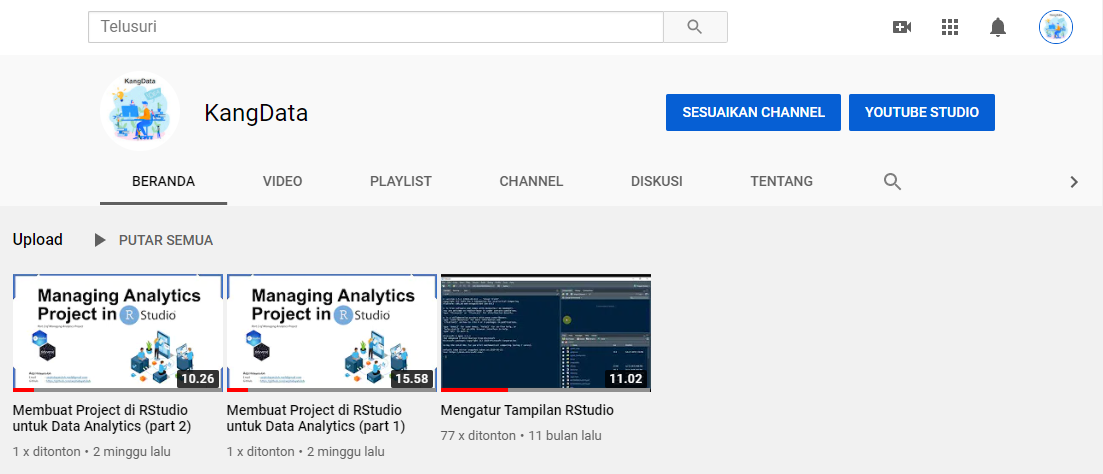 Telusuri
KangData
KangData
SESUAIKAN CHANNEL
YOUTUBE STUDIO
BERANDA
VIDEO
PLAYLIST
CHANNEL
DISKUSI
TENTANG
Upload
PUTAR SEMUA
Managing Analytics
Project in R Studio
10.26
Managing Analytics
Project in R Studio
15.58
11.02
Membuat Project di RStudio
untuk Data Analytics (part 2)
1 x ditonton • 2 minggu lalu
Membuat Project di RStudio
untuk Data Analytics (part 1)
1 x ditonton • 2 minggu lalu
Mengatur Tampilan RStudio
77 x ditonton • 11 bulan lalu